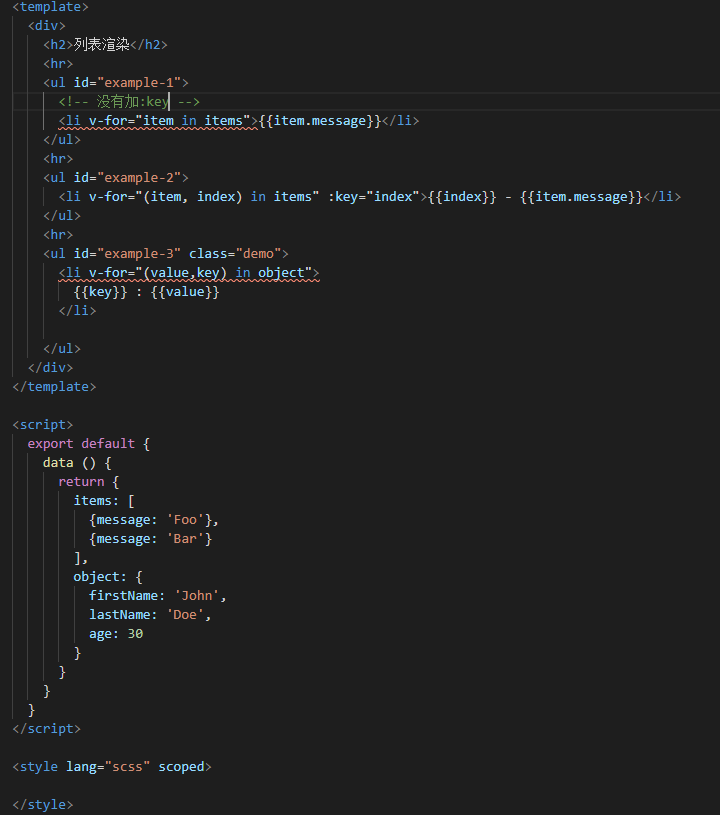 <template>
<div>
<h2>列表渲染</h2>
<hr>
<ul id="example-1">
<!-- 没有加:key -->
<li v-for="item in items">{{item.message}}</li>
</ul>
<hr>
<ul id="example-2">
<li v-for="(item, index) in items" :key="index">{{index}} - {{item.message}}</li>
</ul>
<hr>
<ul id="example-3" class="demo">
<li v-for="(value,key) in object">
{{key}} : {{value}}
</li>
</ul>
</div>
</template>
<script>
export default {
data () {
return {
items: [
{message: 'Foo'},
{message: 'Bar'}
],
object: {
firstName: 'John',
lastName: 'Doe',
age: 30
}
}
}
}
</script>
<style lang="scss" scoped>
</style>